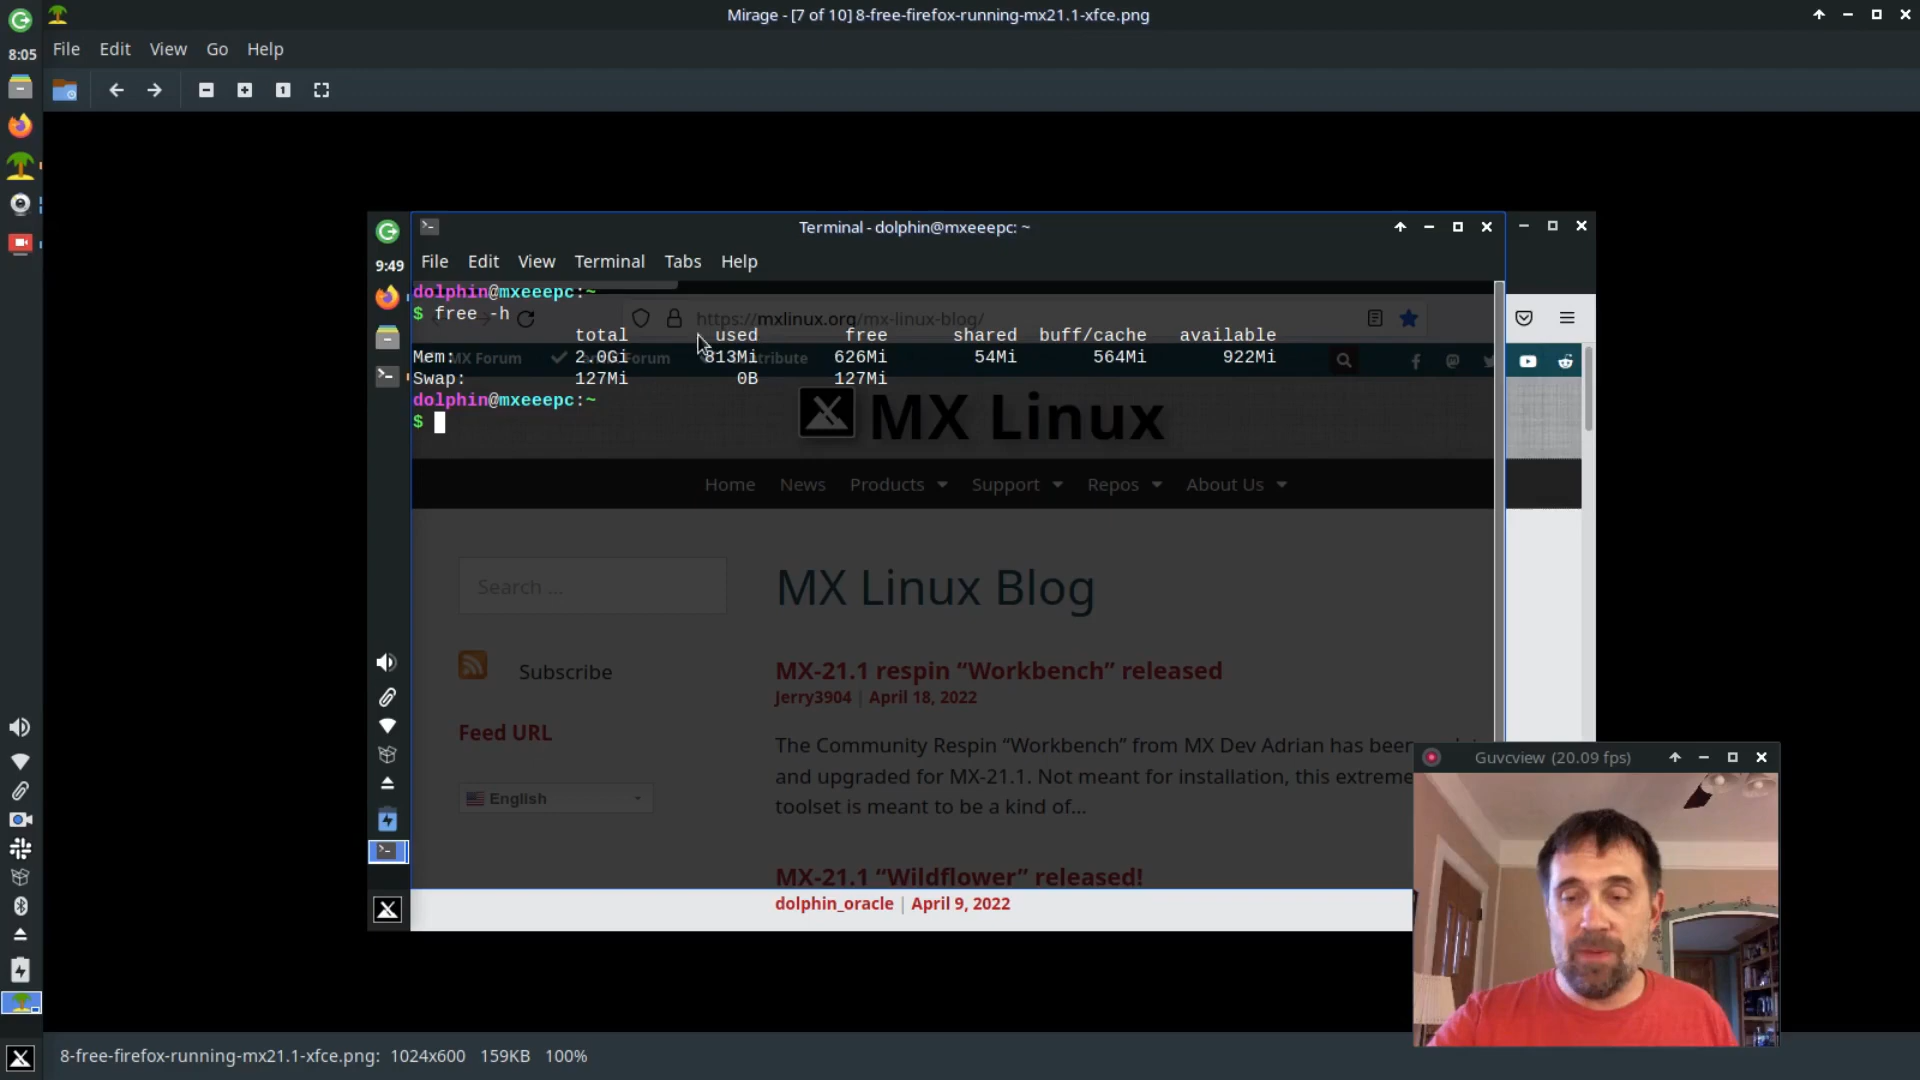 Mirage - [7 of 10] 8-free-firefox-running-mx21.1-xfce.png
8:05
File Edit View Go Help
Terminal - dolphin@mxeeepc: ~
9:49
File Edit View Terminal Tabs Help
dolphin@mxeeepc:~
$ free -h
https://mxlinux.org/mx-linux-blog/
total used free shared buff/cache available
Mem: 2.0Gi 813Mi 626Mi 54Mi 564Mi 922Mi
MX Forum Forum
Swap: 127Mi 0B 127Mi
dolphin@mxeeepc:~
$
MX Linux
Home News Products Support Repos About Us
MX Linux Blog
Search ...
Subscribe
Feed URL
English
MX-21.1 respin “Workbench” released
Jerry3904 | April 18, 2022
The Community Respin “Workbench” from MX Dev Adrian has been
and upgraded for MX-21.1. Not meant for installation, this extreme
toolset is meant to be a kind of...
MX-21.1 “Wildflower” released!
dolphin_oracle | April 9, 2022
Guvcview (20.09 fps)
8-free-firefox-running-mx21.1-xfce.png: 1024x600 159KB 100%